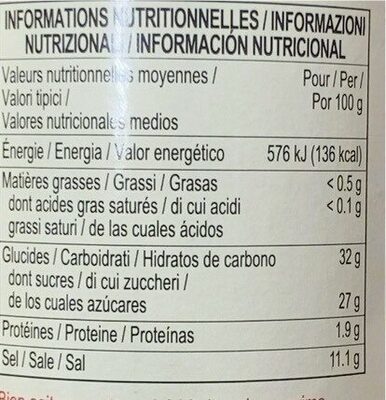 INFORMATIONS NUTRITIONNELLES / INFORMAZIONI
NUTRIZIONALI / INFORMACIÓN NUTRICIONAL
Valeurs nutritionnelles moyennes / Pour / Per /
Valori tipici / Por 100 g
Valores nutricionales medios
Énergie / Energia / Valor energético 576 kJ (136 kcal)
Matières grasses / Grassi / Grasas <0.5 g
dont acides gras saturés / di cui acidi <0.1 g
grassi saturi / de las cuales ácidos
Glucides / Carboidrati / Hidratos de carbono 32 g
dont sucres / di cui zuccheri /
de los cuales azúcares 27 g
Protéines / Proteine / Proteínas 1.9 g
Sel / Sale / Sal 11.1 g